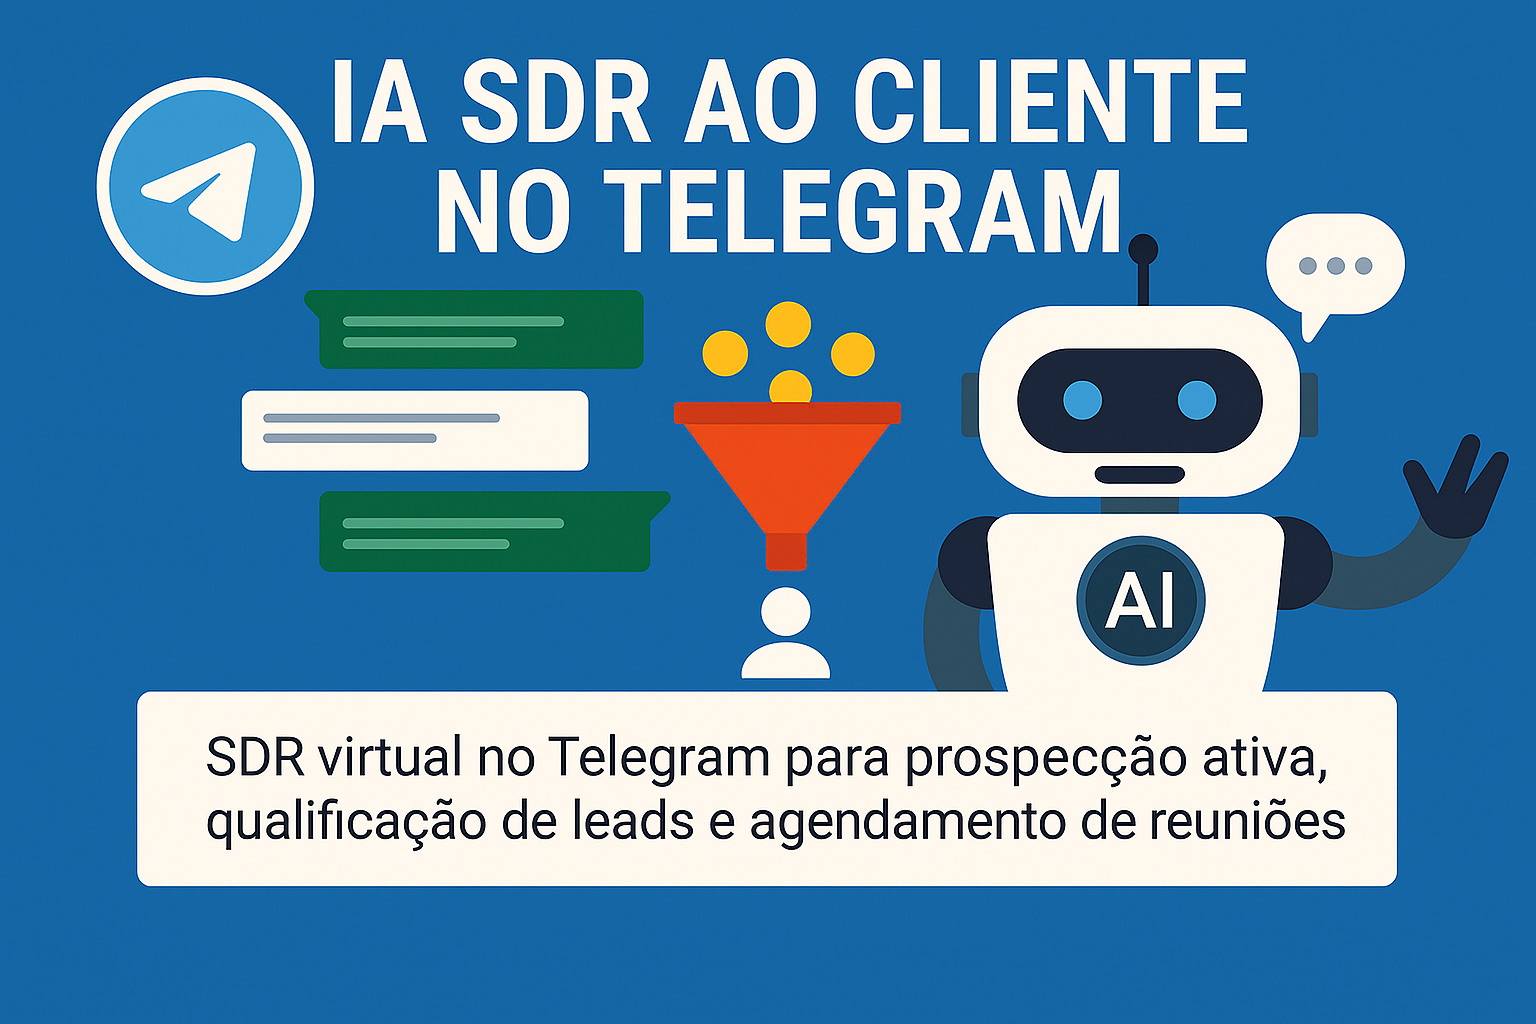 IA SDR AO CLIENTE
NO TELEGRAM
AI
SDR virtual no Telegram para prospecção ativa,
qualificação de leads e agendamento de reuniões